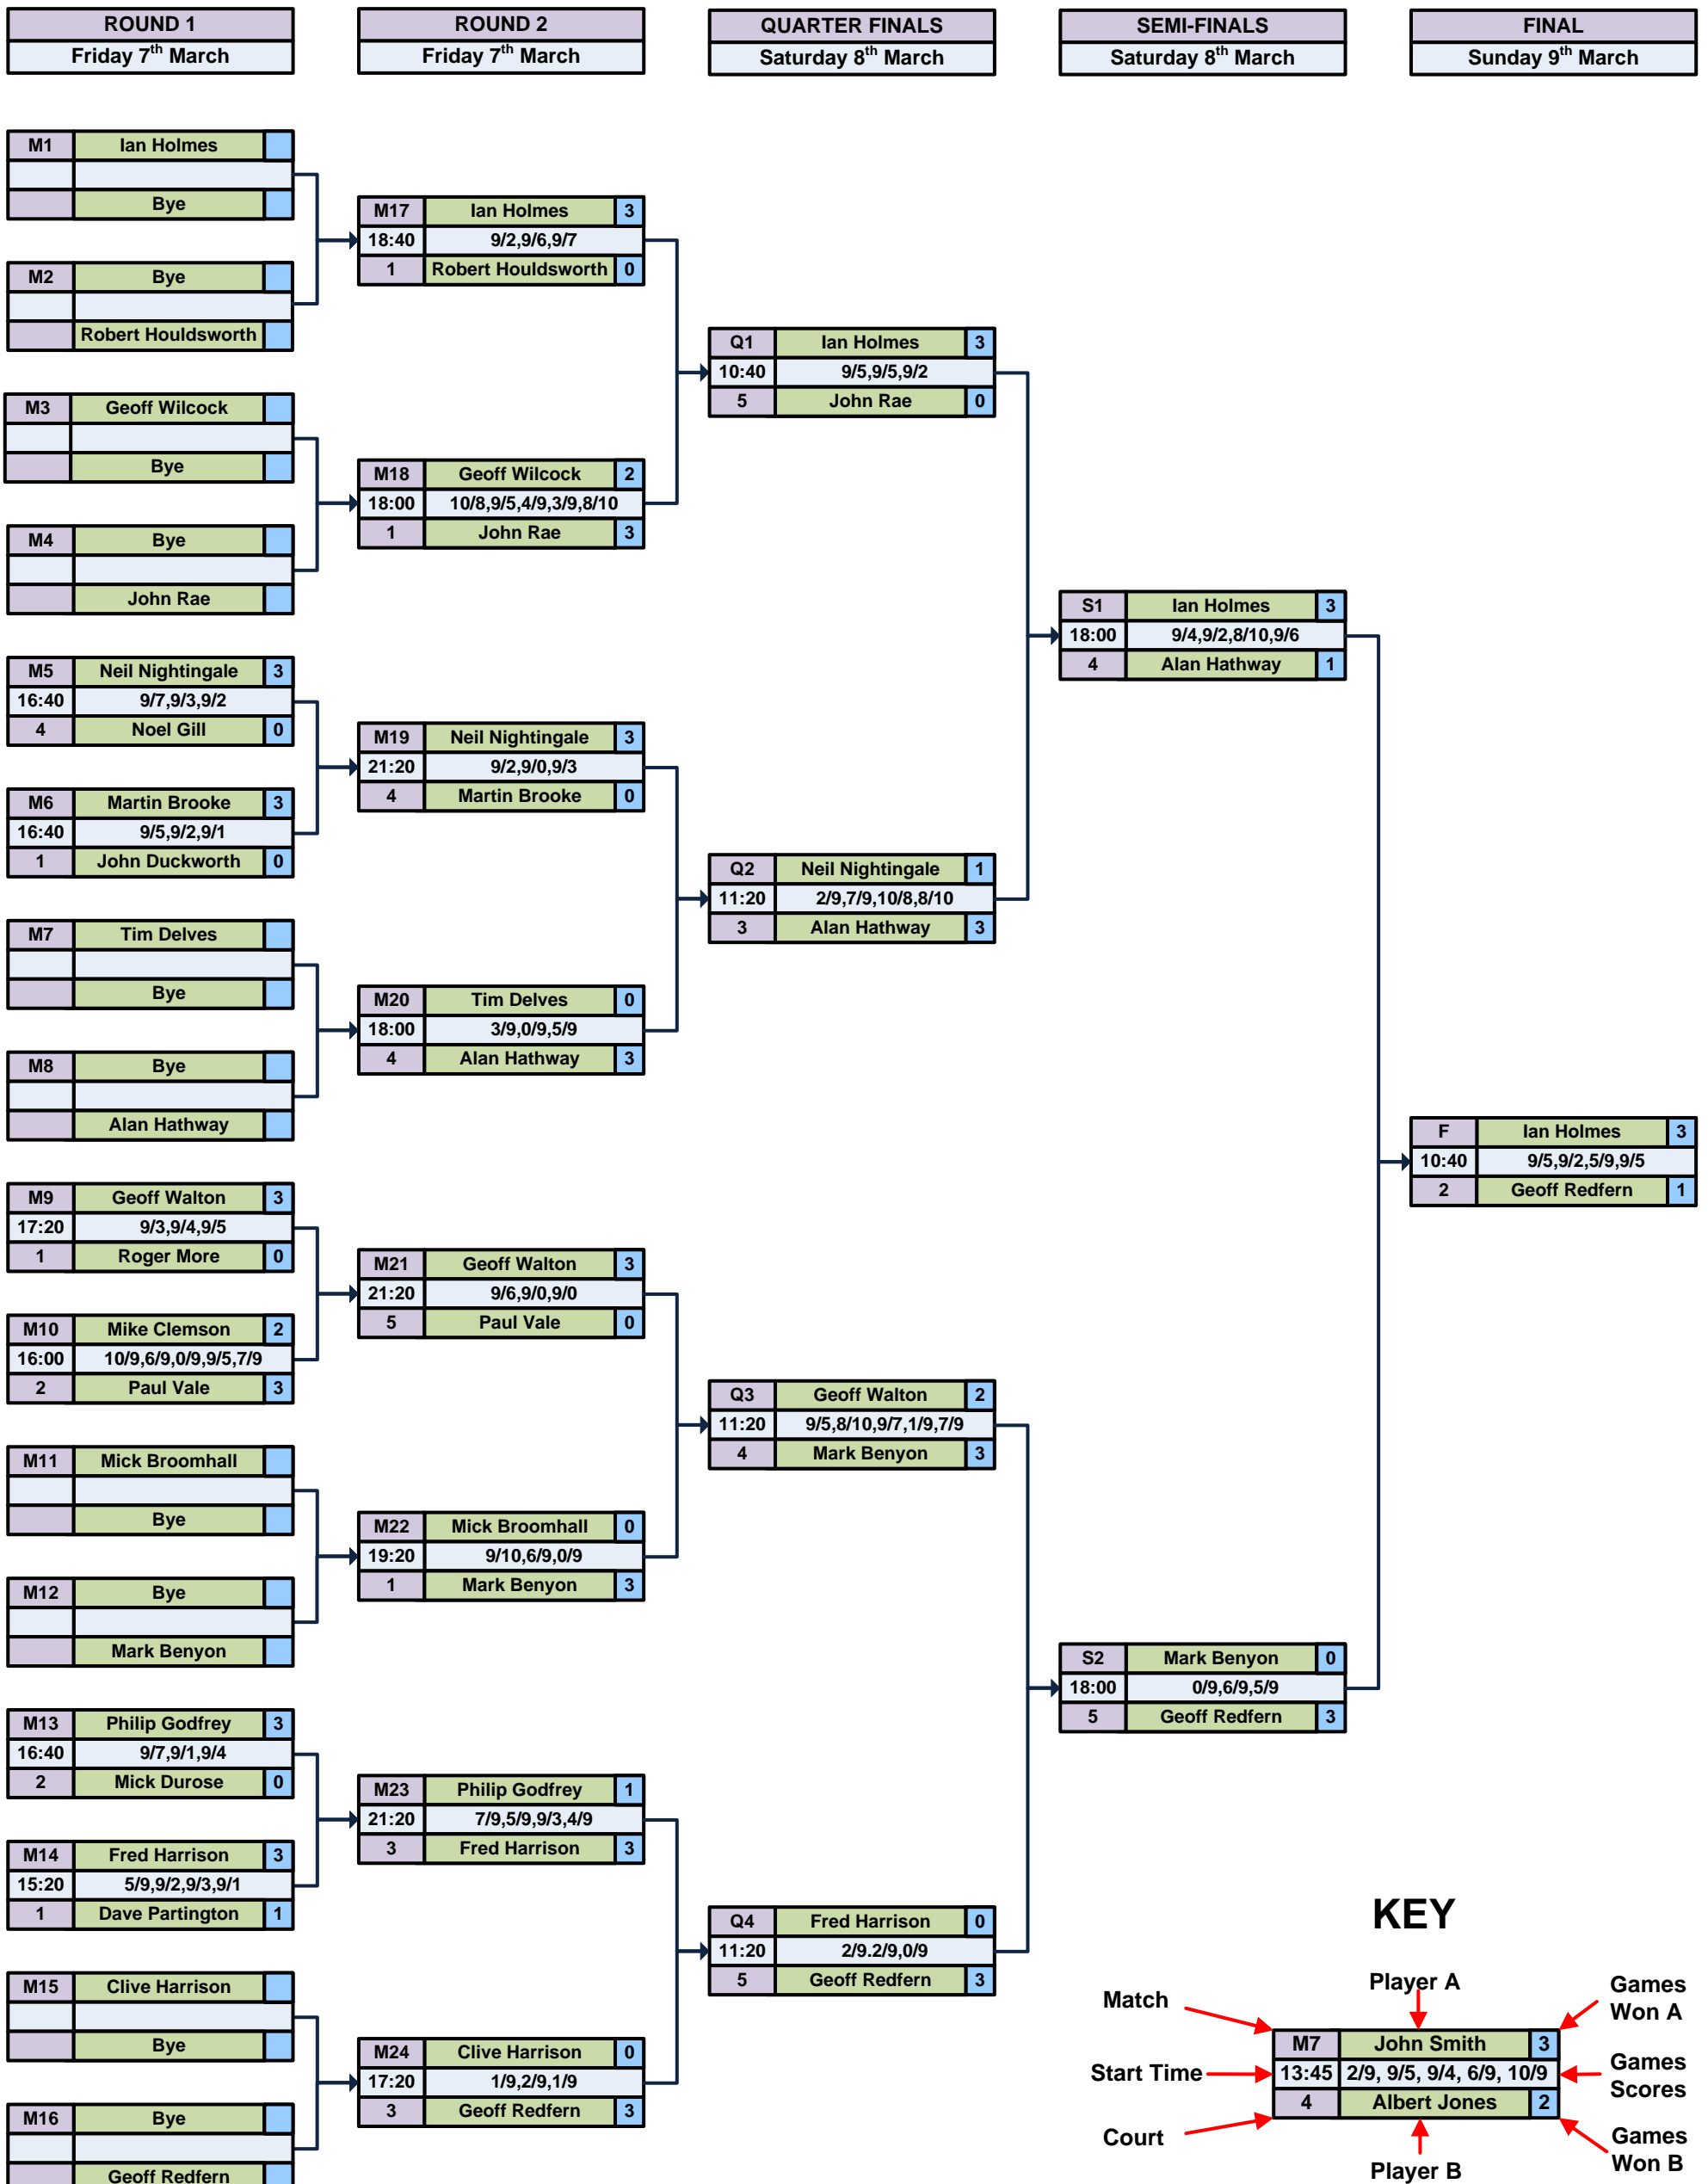 ROUND 1
Friday 7th March
ROUND 2
Friday 7th March
QUARTER FINALS
Saturday 8th March
SEMI-FINALS
Saturday 8th March
FINAL
Sunday 9th March
M1 Ian Holmes
Bye
M2 Bye
Robert Houldsworth
M3 Geoff Wilcock
Bye
M4 Bye
John Rae
M5 Neil Nightingale 3
16:40 9/7,9/3,9/2
4 Noel Gill 0
M6 Martin Brooke 3
16:40 9/5,9/2,9/1
1 John Duckworth 0
M7 Tim Delves
Bye
M8 Bye
Alan Hathway
M9 Geoff Walton 3
17:20 9/3,9/4,9/5
1 Roger More 0
M10 Mike Clemson 2
16:00 10/9,6/9,0/9,9/5,7/9
2 Paul Vale 3
M11 Mick Broomhall
Bye
M12 Bye
Mark Benyon
M13 Philip Godfrey 3
16:40 9/7,9/1,9/4
2 Mick Durose 0
M14 Fred Harrison 3
15:20 5/9,9/2,9/3,9/1
1 Dave Partington 1
M15 Clive Harrison
Bye
M16 Bye
Geoff Redfern
M17 Ian Holmes 3
18:40 9/2,9/6,9/7
1 Robert Houldsworth 0
M18 Geoff Wilcock 2
18:00 10/8,9/5,4/9,3/9,8/10
1 John Rae 3
M19 Neil Nightingale 3
21:20 9/2,9/0,9/3
4 Martin Brooke 0
M20 Tim Delves 0
18:00 3/9,0/9,5/9
4 Alan Hathway 3
M21 Geoff Walton 3
21:20 9/6,9/0,9/0
5 Paul Vale 0
M22 Mick Broomhall 0
19:20 9/10,6/9,0/9
1 Mark Benyon 3
M23 Philip Godfrey 1
21:20 7/9,5/9,9/3,4/9
3 Fred Harrison 3
M24 Clive Harrison 0
17:20 1/9,2/9,1/9
3 Geoff Redfern 3
Q1 Ian Holmes 3
10:40 9/5,9/5,9/2
5 John Rae 0
Q2 Neil Nightingale 1
11:20 2/9,7/9,10/8,8/10
3 Alan Hathway 3
Q3 Geoff Walton 2
11:20 9/5,8/10,9/7,1/9,7/9
4 Mark Benyon 3
Q4 Fred Harrison 0
11:20 2/9.2/9,0/9
5 Geoff Redfern 3
S1 Ian Holmes 3
18:00 9/4,9/2,8/10,9/6
4 Alan Hathway 1
S2 Mark Benyon 0
18:00 0/9,6/9,5/9
5 Geoff Redfern 3
F Ian Holmes 3
10:40 9/5,9/2,5/9,9/5
2 Geoff Redfern 1
KEY
Match
Player A
Games
Won A
M7 John Smith 3
Start Time
13:45 2/9, 9/5, 9/4, 6/9, 10/9
Games
Scores
4 Albert Jones 2
Court
Player B
Games
Won B